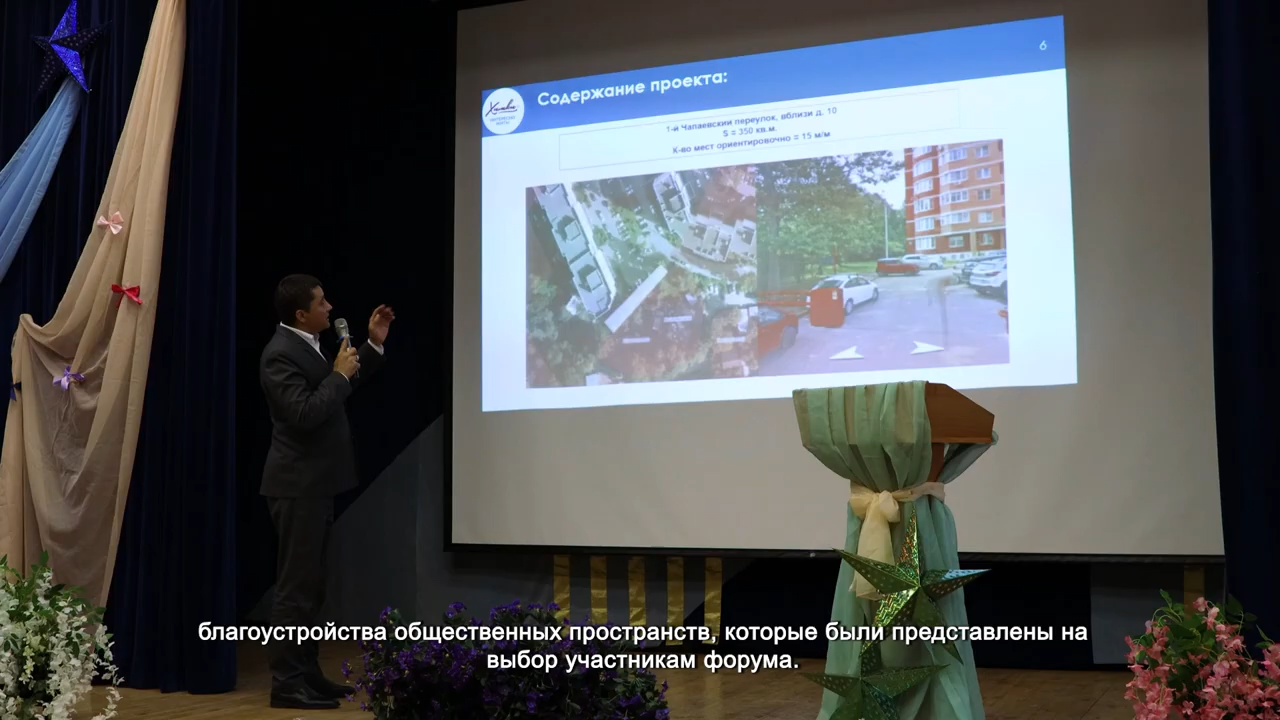 Содержание проекта:
6
1-й Чапаевский переулок, вблизи д. 10
S = 350 кв.м.
К-во мест ориентировочно = 15 м/м
благоустройства общественных пространств, которые были представлены на
выбор участникам форума.